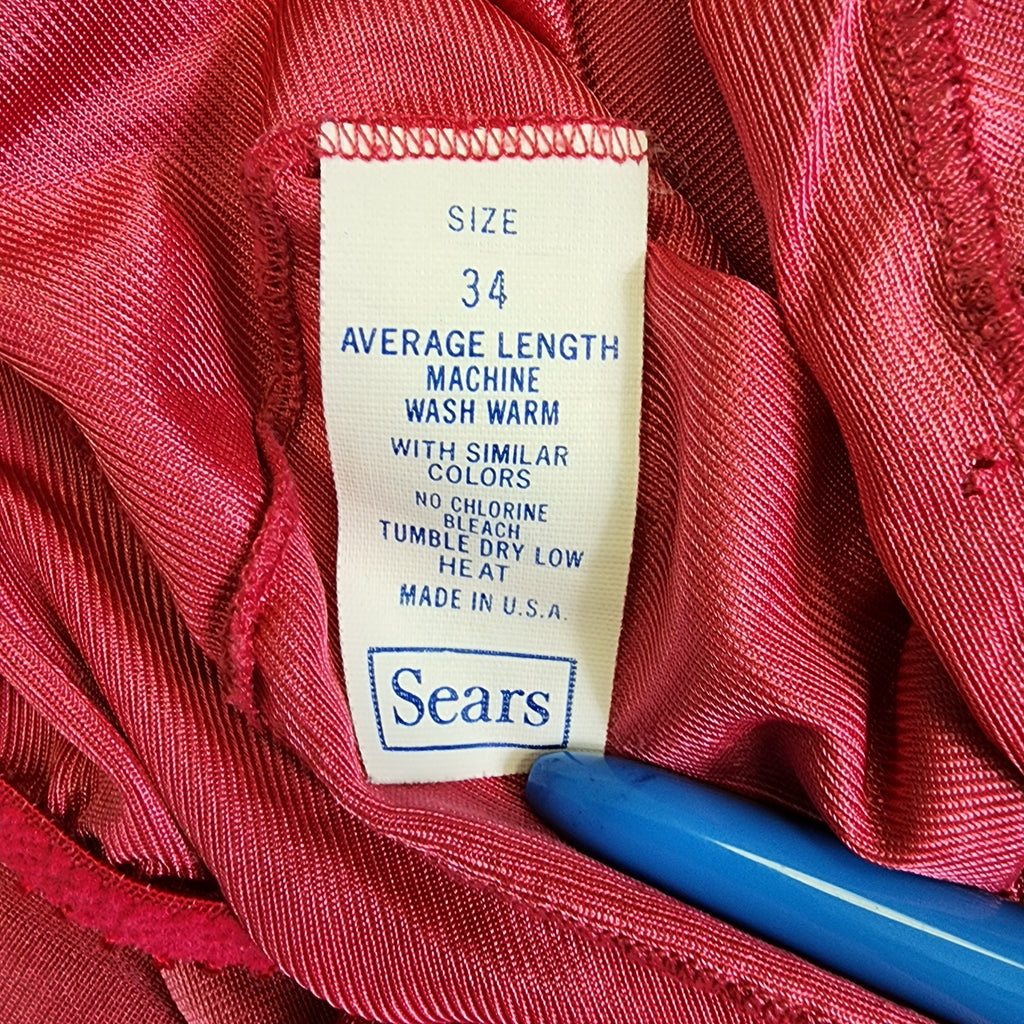 SIZE
34
AVERAGE LENGTH
MACHINE
WASH WARM
WITH SIMILAR
COLORS
NO CHLORINE
BLEACH
TUMBLE DRY LOW
HEAT
MADE IN U.S.A.
Sears